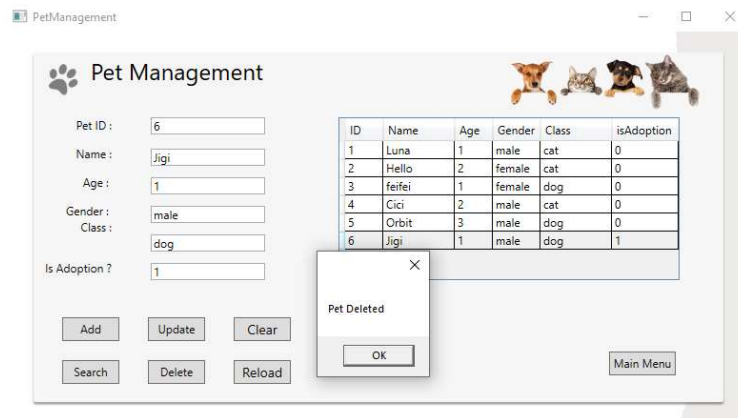 PetManagement
Pet Management
Pet ID : 6
Name : Jigi
Age : 1
Gender : male
Class : dog
Is Adoption ? 1
ID Name Age Gender Class isAdoption
1 Luna 1 male cat 0
2 Hello 2 female cat 0
3 feifei 1 female dog 0
4 Cici 2 male cat 0
5 Orbit 3 male dog 0
6 Jigi 1 male dog 1
Pet Deleted
OK
Add Update Clear
Search Delete Reload
Main Menu